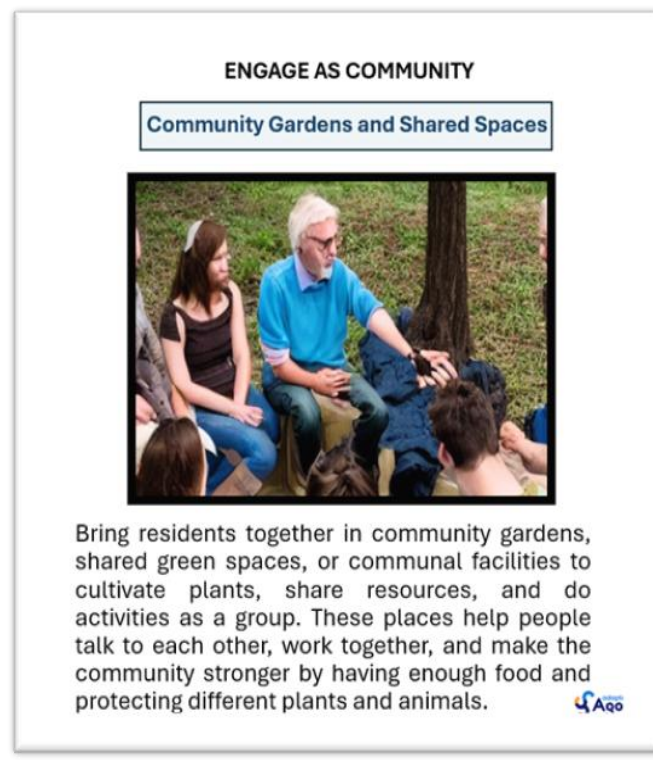 ENGAGE AS COMMUNITY
Community Gardens and Shared Spaces
Bring residents together in community gardens,
shared green spaces, or communal facilities to
cultivate plants, share resources, and do
activities as a group. These places help people
talk to each other, work together, and make the
community stronger by having enough food and
protecting different plants and animals.
AQO